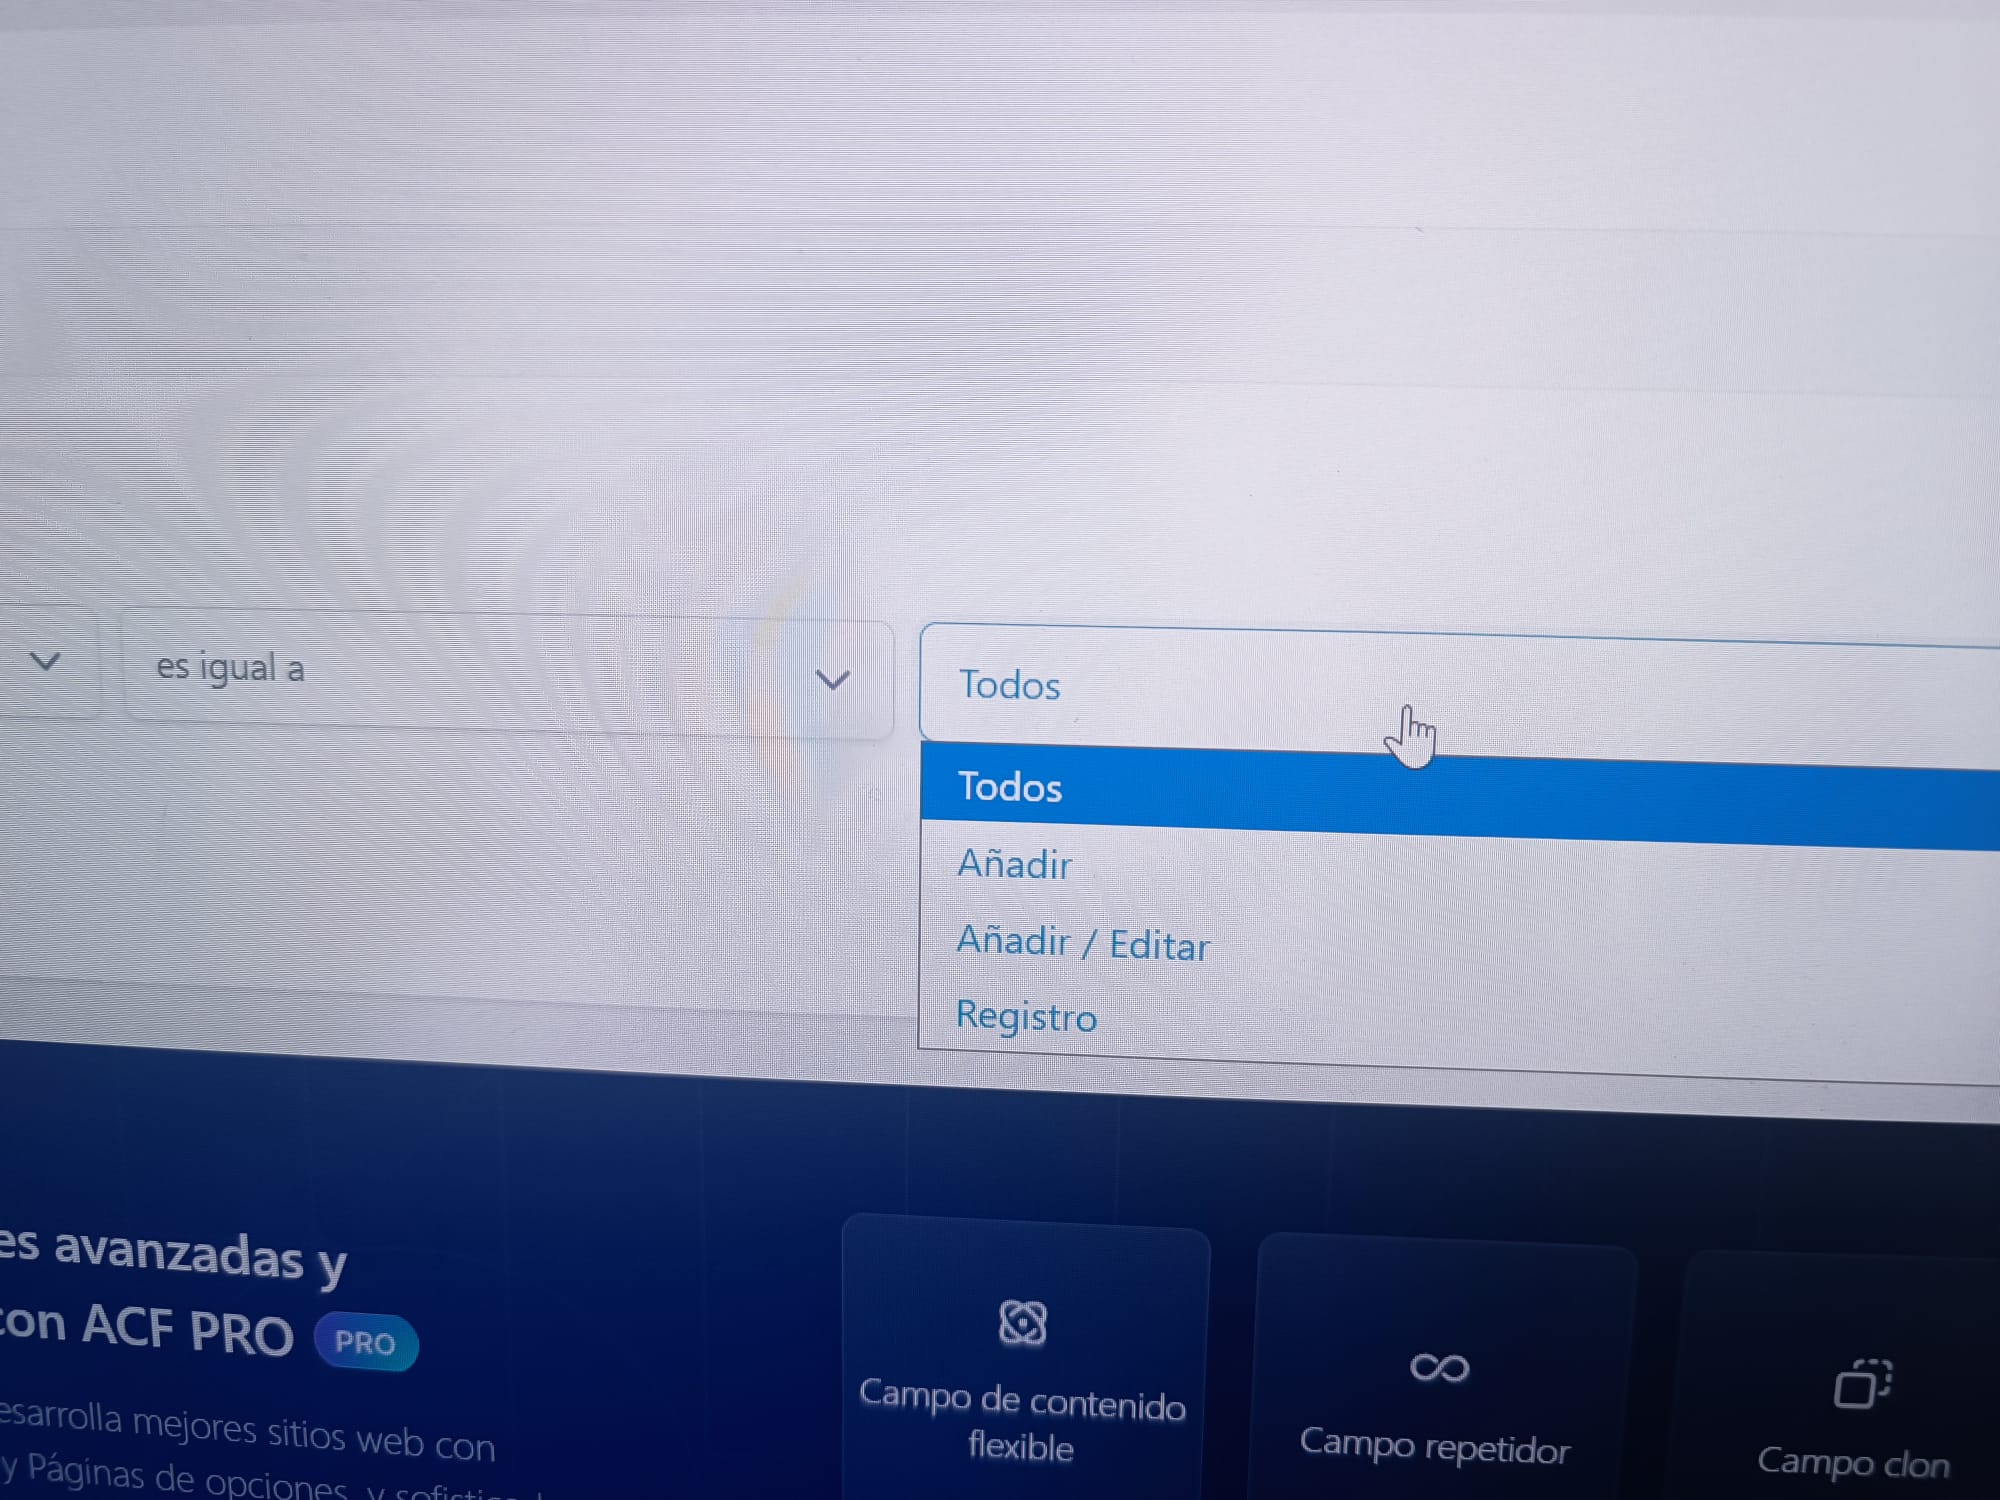 es igual a
Todos
Todos
Añadir
Añadir / Editar
Registro
es avanzadas y
con ACF PRO PRO
esarrolla mejores sitios web con
y Páginas de opciones, y
Campo de contenido
flexible
Campo repetidor
Campo clon